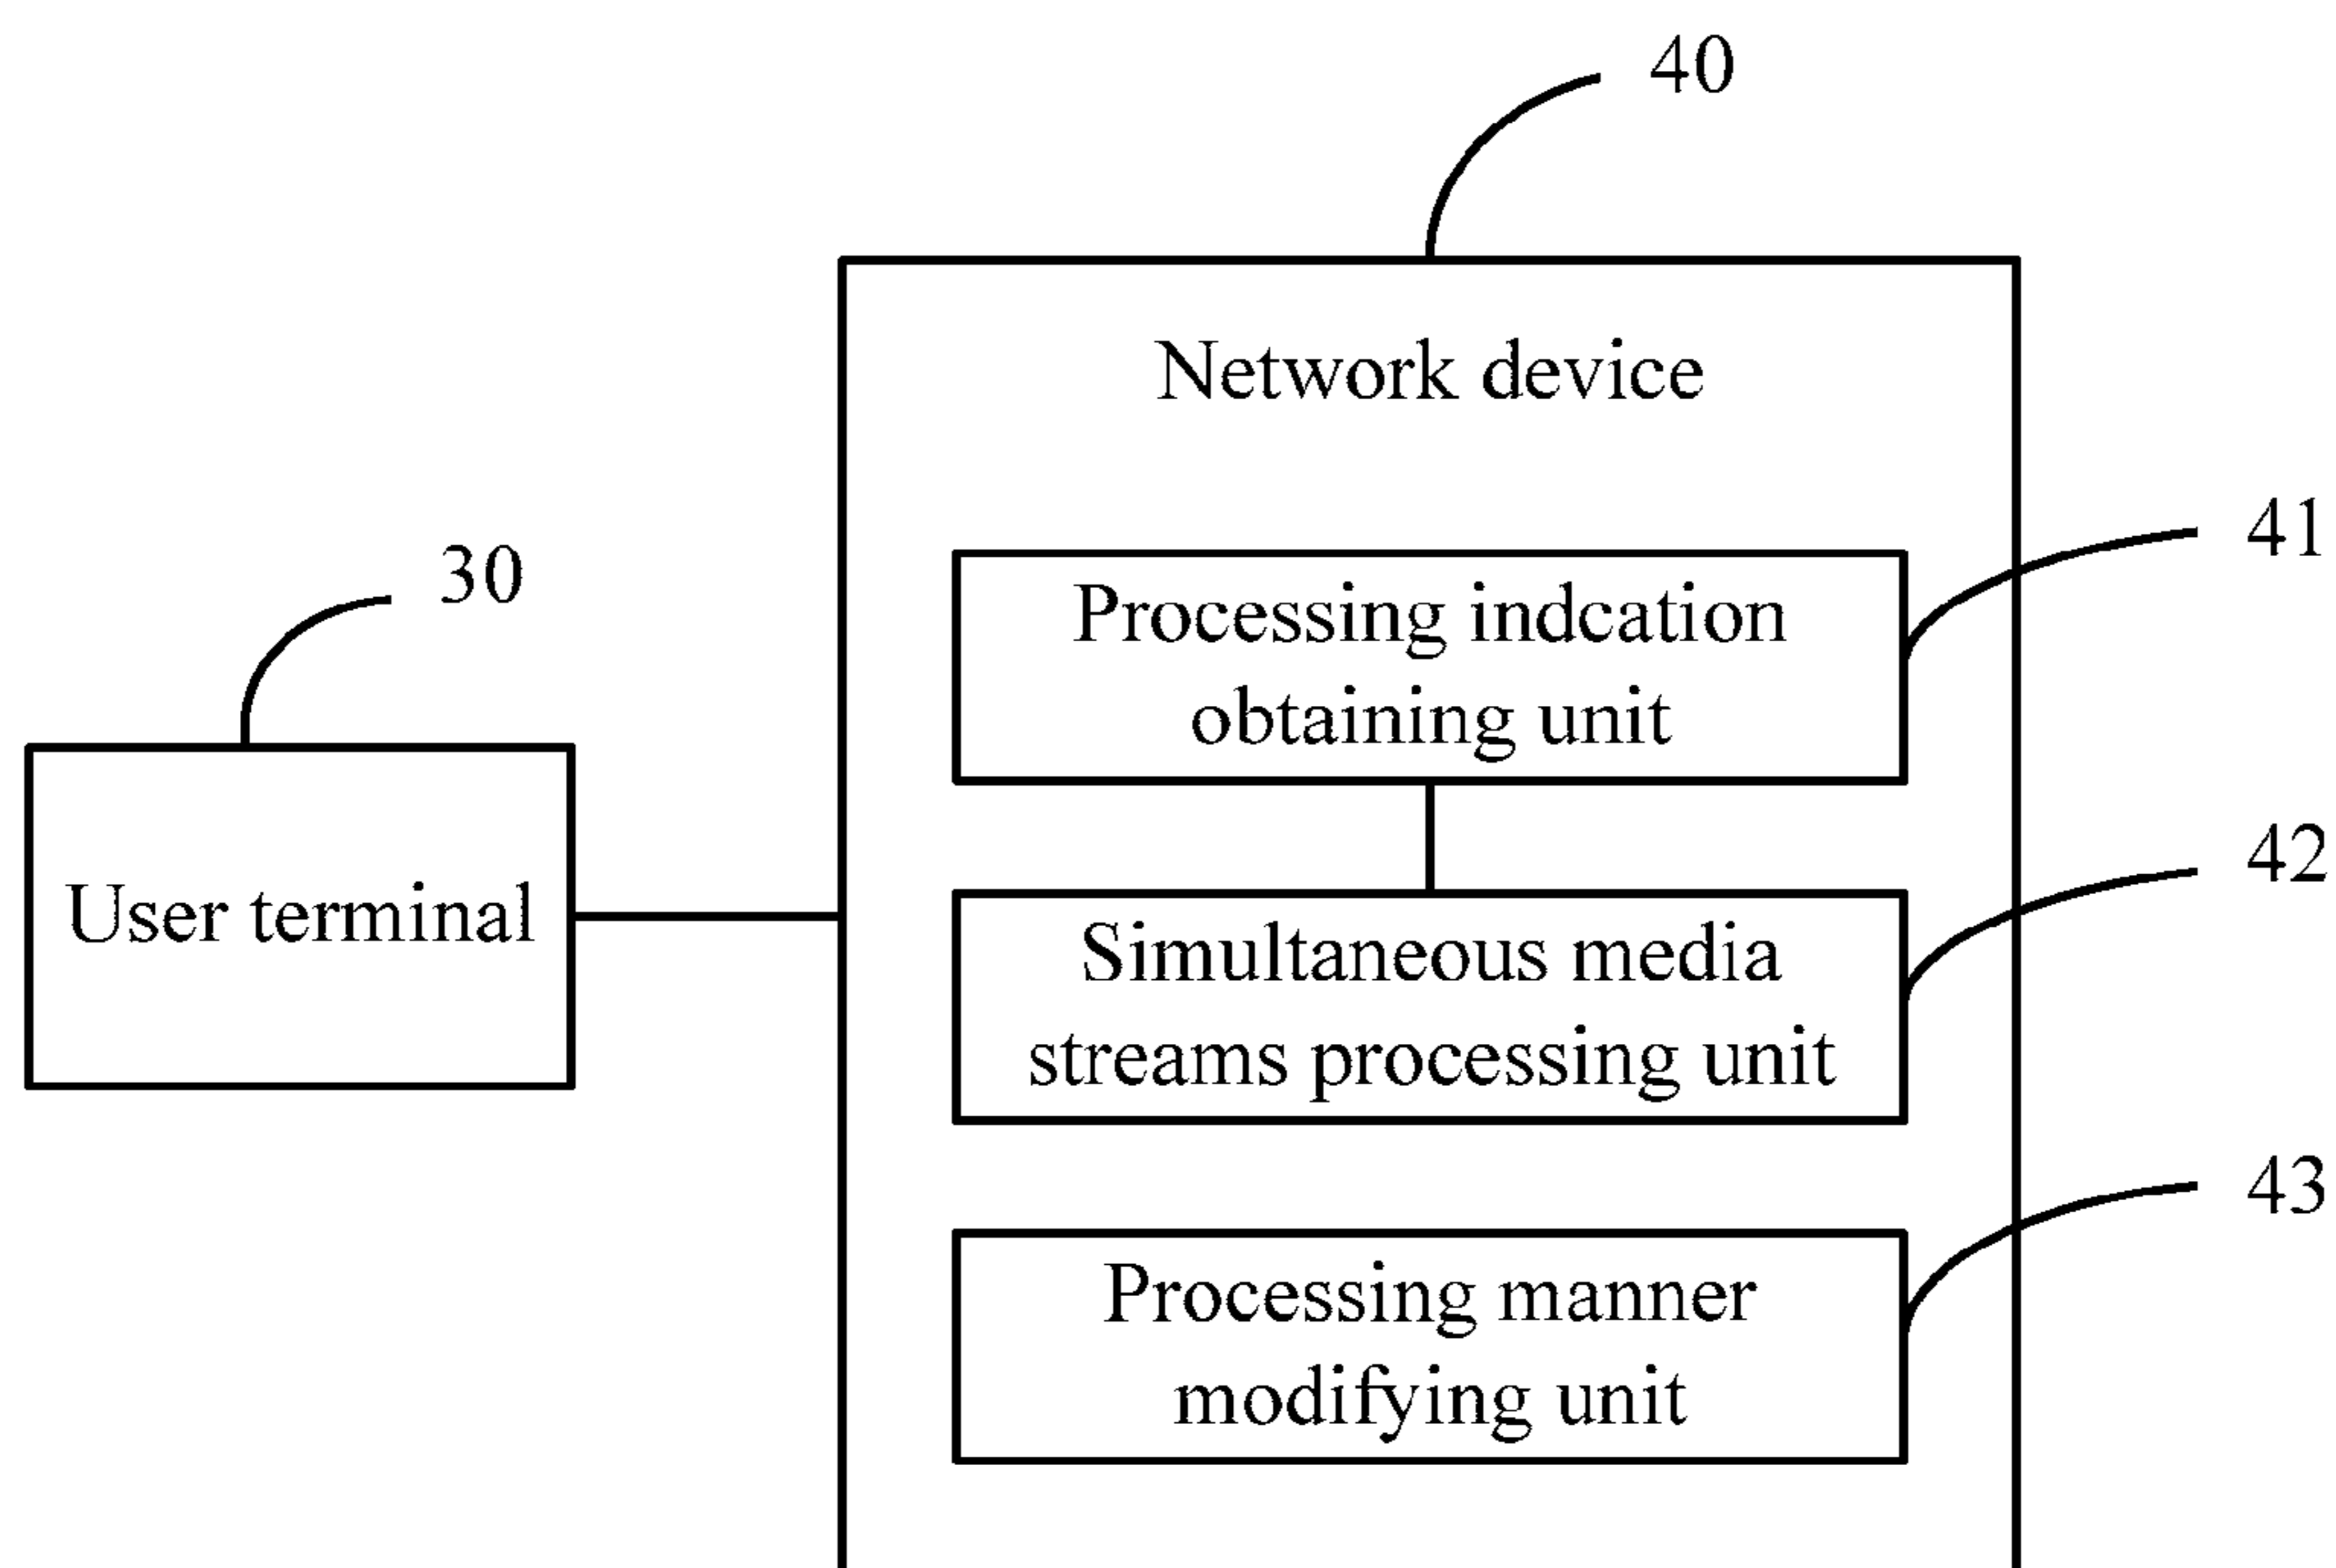 40
Network device
41
Processing indcation
obtaining unit
30
User terminal
42
Simultaneous media
streams processing unit
43
Processing manner
modifying unit